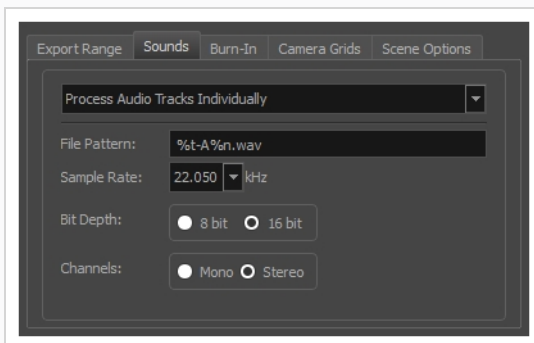 Export Range Sounds Burn-In Camera Grids Scene Options
Process Audio Tracks Individually
File Pattern: %t-A%n.wav
Sample Rate: 22.050 kHz
Bit Depth: 8 bit 16 bit
Channels: Mono Stereo